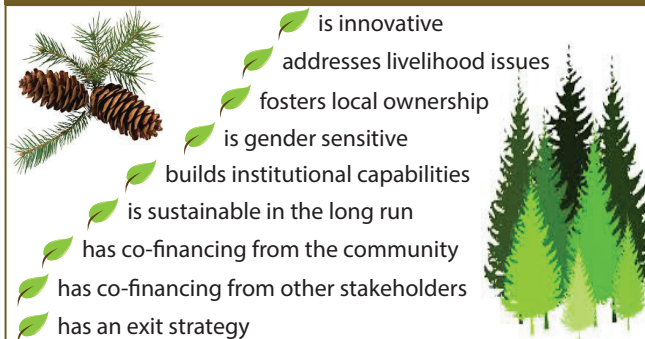 is innovative
addresses livelihood issues
fosters local ownership
is gender sensitive
builds institutional capabilities
is sustainable in the long run
has co-financing from the community
has co-financing from other stakeholders
has an exit strategy